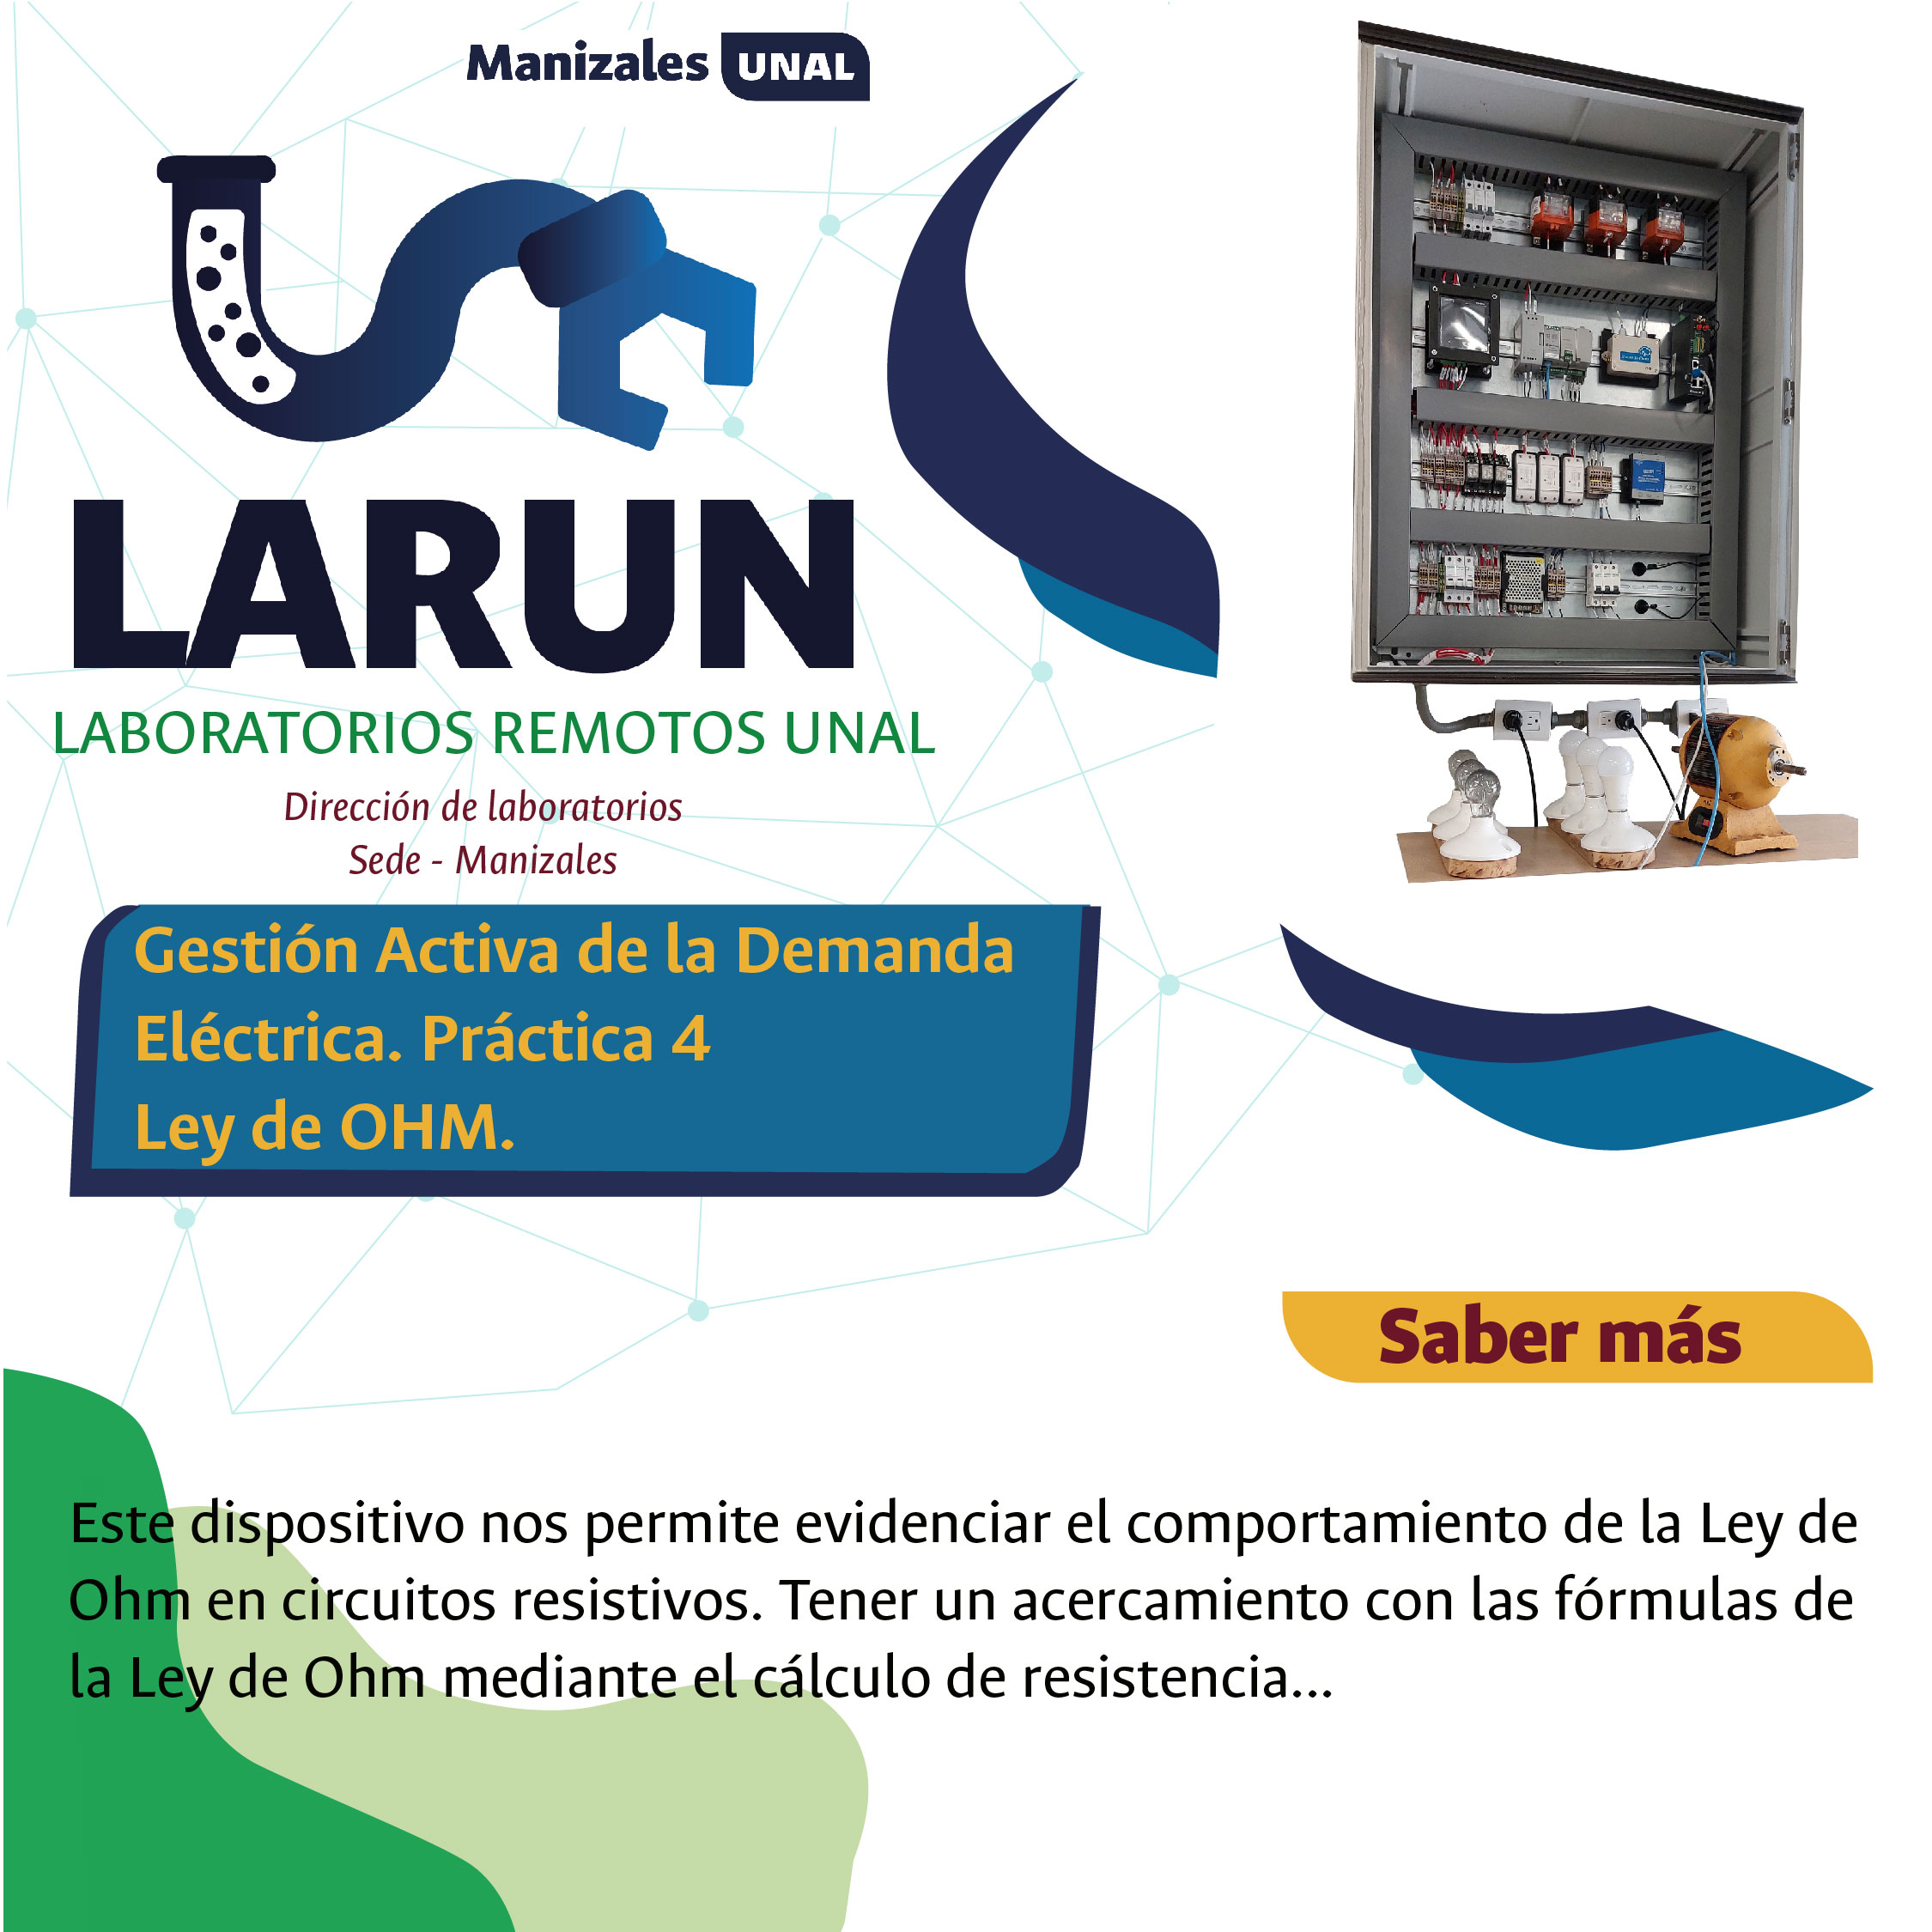 Manizales UNAL
LARUN
LABORATORIOS REMOTOS UNAL
Dirección de laboratorios
Sede - Manizales
Gestión Activa de la Demanda
Eléctrica. Práctica 4
Ley de OHM.
Saber más
Este dispositivo nos permite evidenciar el comportamiento de la Ley de
Ohm en circuitos resistivos. Tener un acercamiento con las fórmulas de
la Ley de Ohm mediante el cálculo de resistencia...